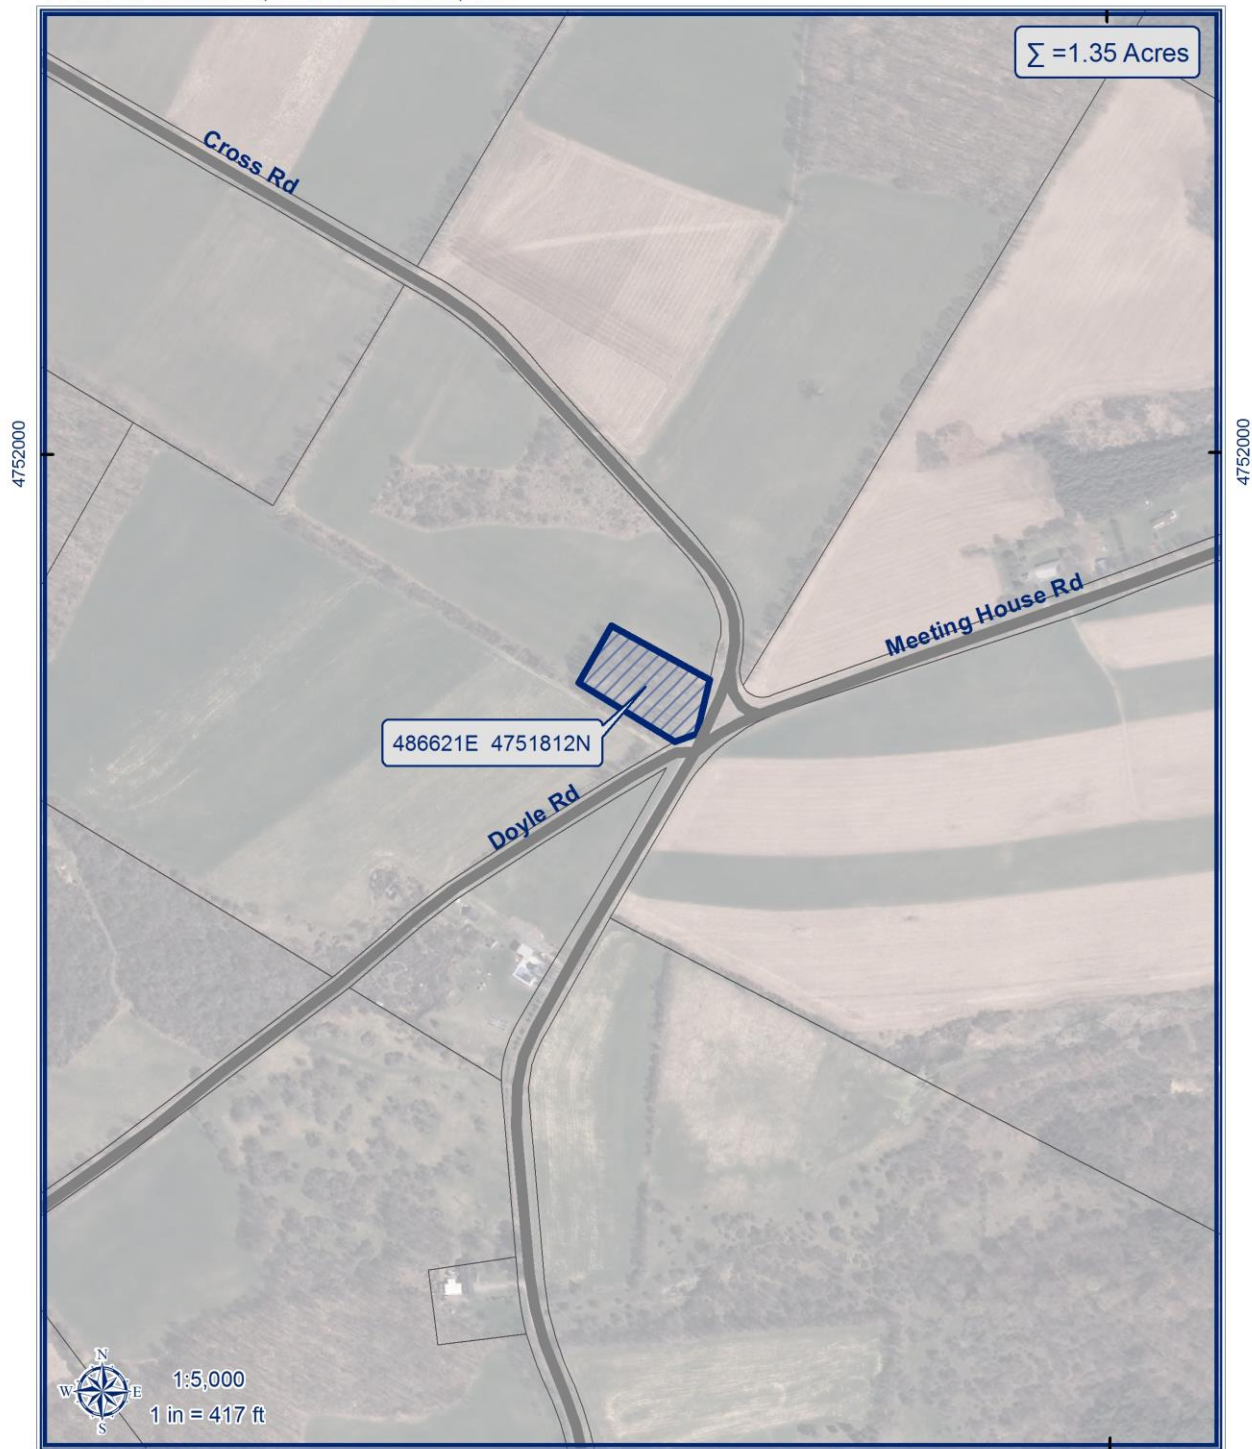 ∑ =1.35 Acres
Cross Rd
4752000
4752000
Meeting House Rd
486621E 4751812N
Doyle Rd
N
W E
S
1:5,000
1 in = 417 ft